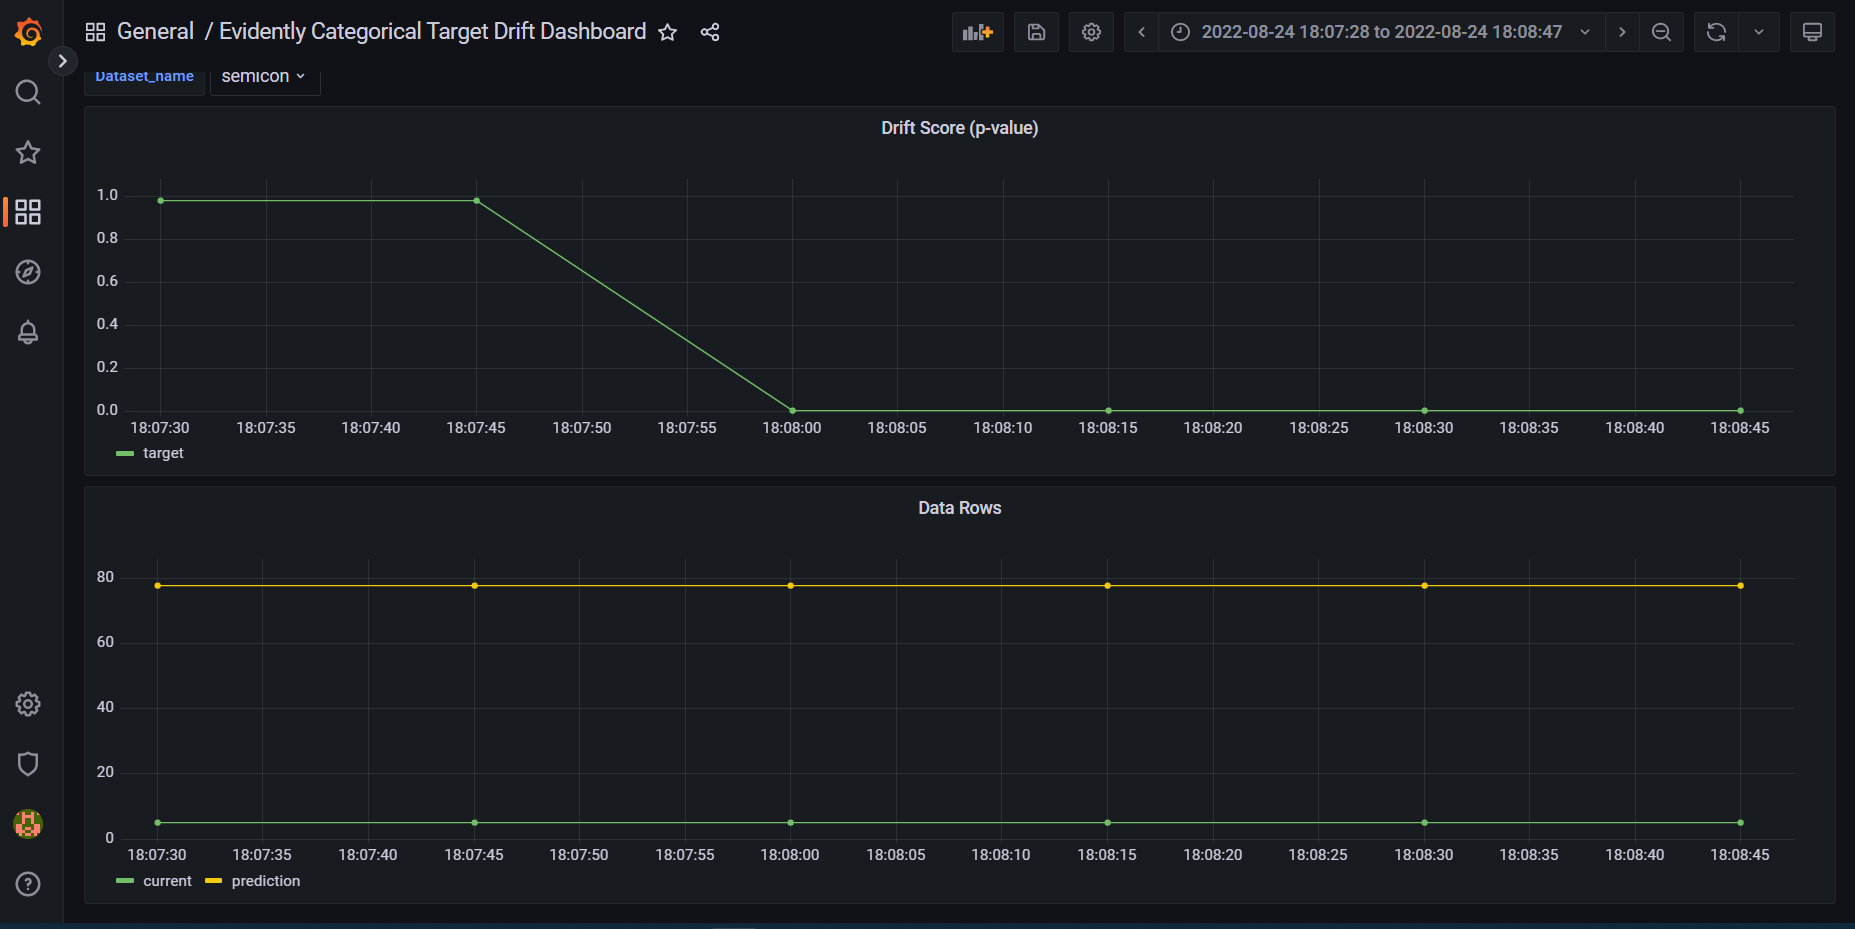 General / Evidently Categorical Target Drift Dashboard
2022-08-24 18:07:28 to 2022-08-24 18:08:47
Dataset_name semicon
Drift Score (p-value)
1.0
0.8
0.6
0.4
0.2
0.0
18:07:30 18:07:35 18:07:40 18:07:45 18:07:50 18:07:55 18:08:00 18:08:05 18:08:10 18:08:15 18:08:20 18:08:25 18:08:30 18:08:35 18:08:40 18:08:45
target
Data Rows
80
60
40
20
0
18:07:30 18:07:35 18:07:40 18:07:45 18:07:50 18:07:55 18:08:00 18:08:05 18:08:10 18:08:15 18:08:20 18:08:25 18:08:30 18:08:35 18:08:40 18:08:45
current prediction